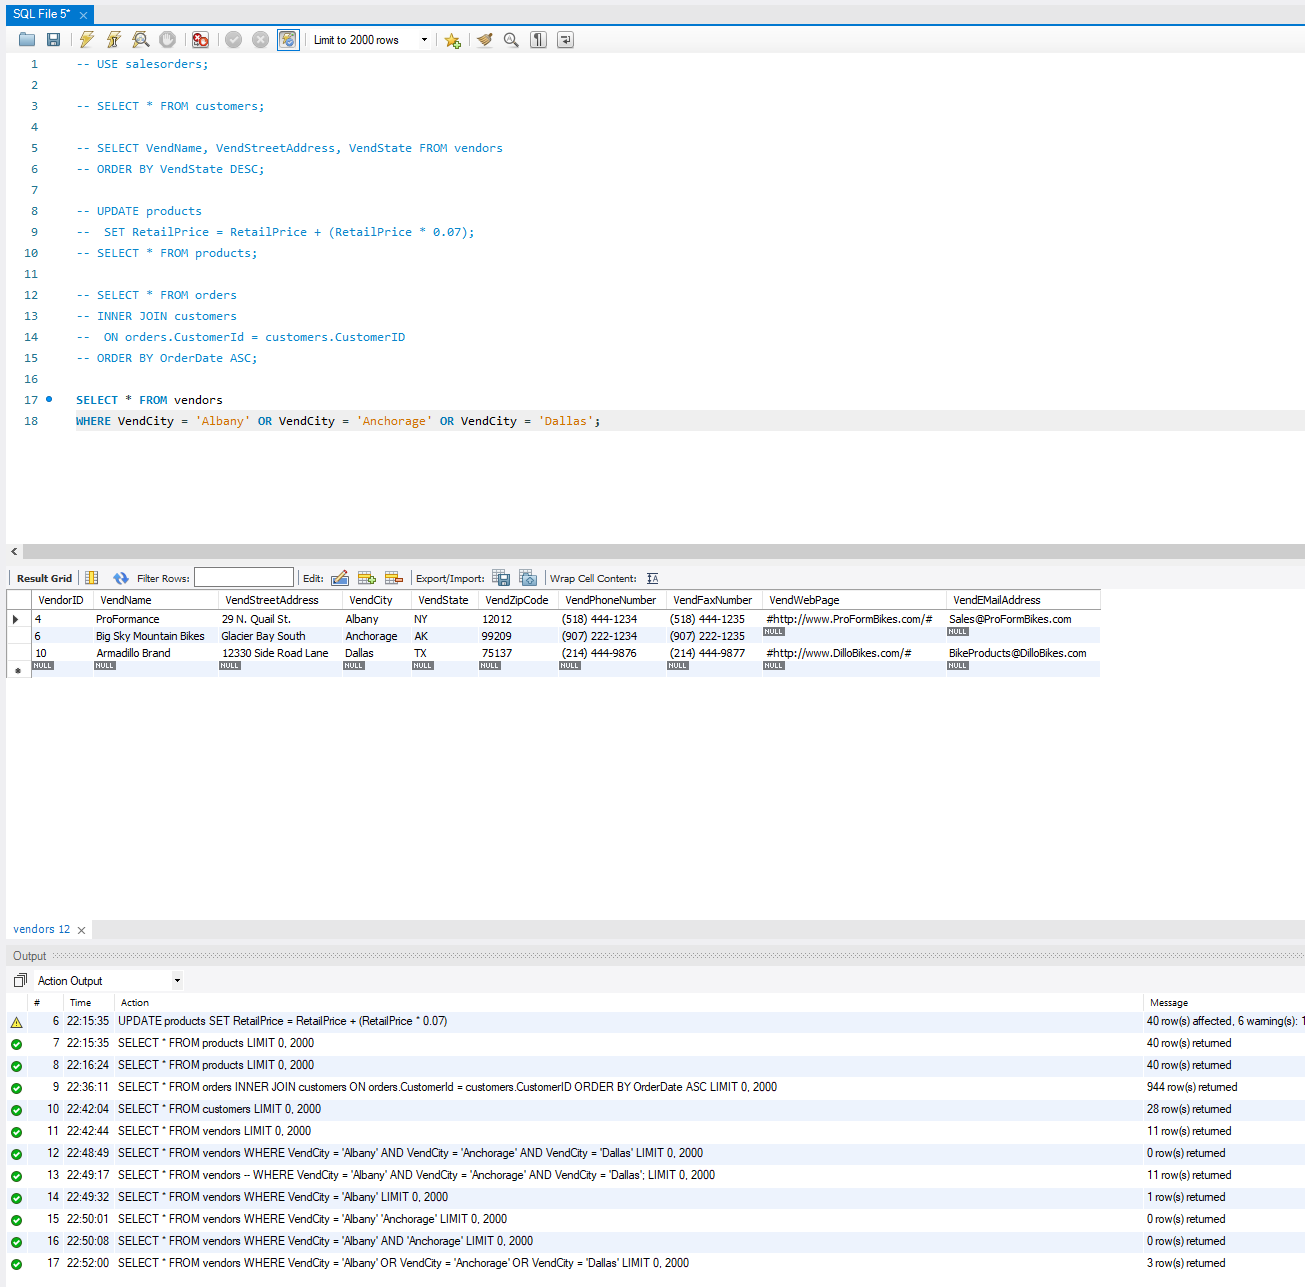 SQL File 5*
Limit to 2000 rows
1 -- USE salesorders;
2
3 -- SELECT * FROM customers;
4
5 -- SELECT VendName, VendStreetAddress, VendState FROM vendors
6 -- ORDER BY VendState DESC;
7
8 -- UPDATE products
9 --  SET RetailPrice = RetailPrice + (RetailPrice * 0.07);
10 -- SELECT * FROM products;
11
12 -- SELECT * FROM orders
13 -- INNER JOIN customers
14 --  ON orders.CustomerId = customers.CustomerID
15 -- ORDER BY OrderDate ASC;
16
17 SELECT * FROM vendors
18 WHERE VendCity = 'Albany' OR VendCity = 'Anchorage' OR VendCity = 'Dallas';
Result Grid Filter Rows: Edit: Export/Import: Wrap Cell Content:
VendorID VendName VendStreetAddress VendCity VendState VendZipCode VendPhoneNumber VendFaxNumber VendWebPage VendEMailAddress
4 ProFormance 29 N. Quail St. Albany NY 12012 (518) 444-1234 (518) 444-1235 #http://www.ProFormBikes.com/# Sales@ProFormBikes.com
6 Big Sky Mountain Bikes Glacier Bay South Anchorage AK 99209 (907) 222-1234 (907) 222-1235 NULL NULL
10 Armadillo Brand 12330 Side Road Lane Dallas TX 75137 (214) 444-9876 (214) 444-9877 #http://www.DilloBikes.com/# BikeProducts@DilloBikes.com
NULL NULL NULL NULL NULL NULL NULL NULL NULL NULL
vendors 12
Output
Action Output
# Time Action Message
6 22:15:35 UPDATE products SET RetailPrice = RetailPrice + (RetailPrice * 0.07) 40 row(s) affected, 6 warning(s): 1
7 22:15:35 SELECT * FROM products LIMIT 0, 2000 40 row(s) returned
8 22:16:24 SELECT * FROM products LIMIT 0, 2000 40 row(s) returned
9 22:36:11 SELECT * FROM orders INNER JOIN customers ON orders.CustomerId = customers.CustomerID ORDER BY OrderDate ASC LIMIT 0, 2000 944 row(s) returned
10 22:42:04 SELECT * FROM customers LIMIT 0, 2000 28 row(s) returned
11 22:42:44 SELECT * FROM vendors LIMIT 0, 2000 11 row(s) returned
12 22:48:49 SELECT * FROM vendors WHERE VendCity = 'Albany' AND VendCity = 'Anchorage' AND VendCity = 'Dallas' LIMIT 0, 2000 0 row(s) returned
13 22:49:17 SELECT * FROM vendors -- WHERE VendCity = 'Albany' AND VendCity = 'Anchorage' AND VendCity = 'Dallas'; LIMIT 0, 2000 11 row(s) returned
14 22:49:32 SELECT * FROM vendors WHERE VendCity = 'Albany' LIMIT 0, 2000 1 row(s) returned
15 22:50:01 SELECT * FROM vendors WHERE VendCity = 'Albany' 'Anchorage' LIMIT 0, 2000 0 row(s) returned
16 22:50:08 SELECT * FROM vendors WHERE VendCity = 'Albany' AND 'Anchorage' LIMIT 0, 2000 0 row(s) returned
17 22:52:00 SELECT * FROM vendors WHERE VendCity = 'Albany' OR VendCity = 'Anchorage' OR VendCity = 'Dallas' LIMIT 0, 2000 3 row(s) returned